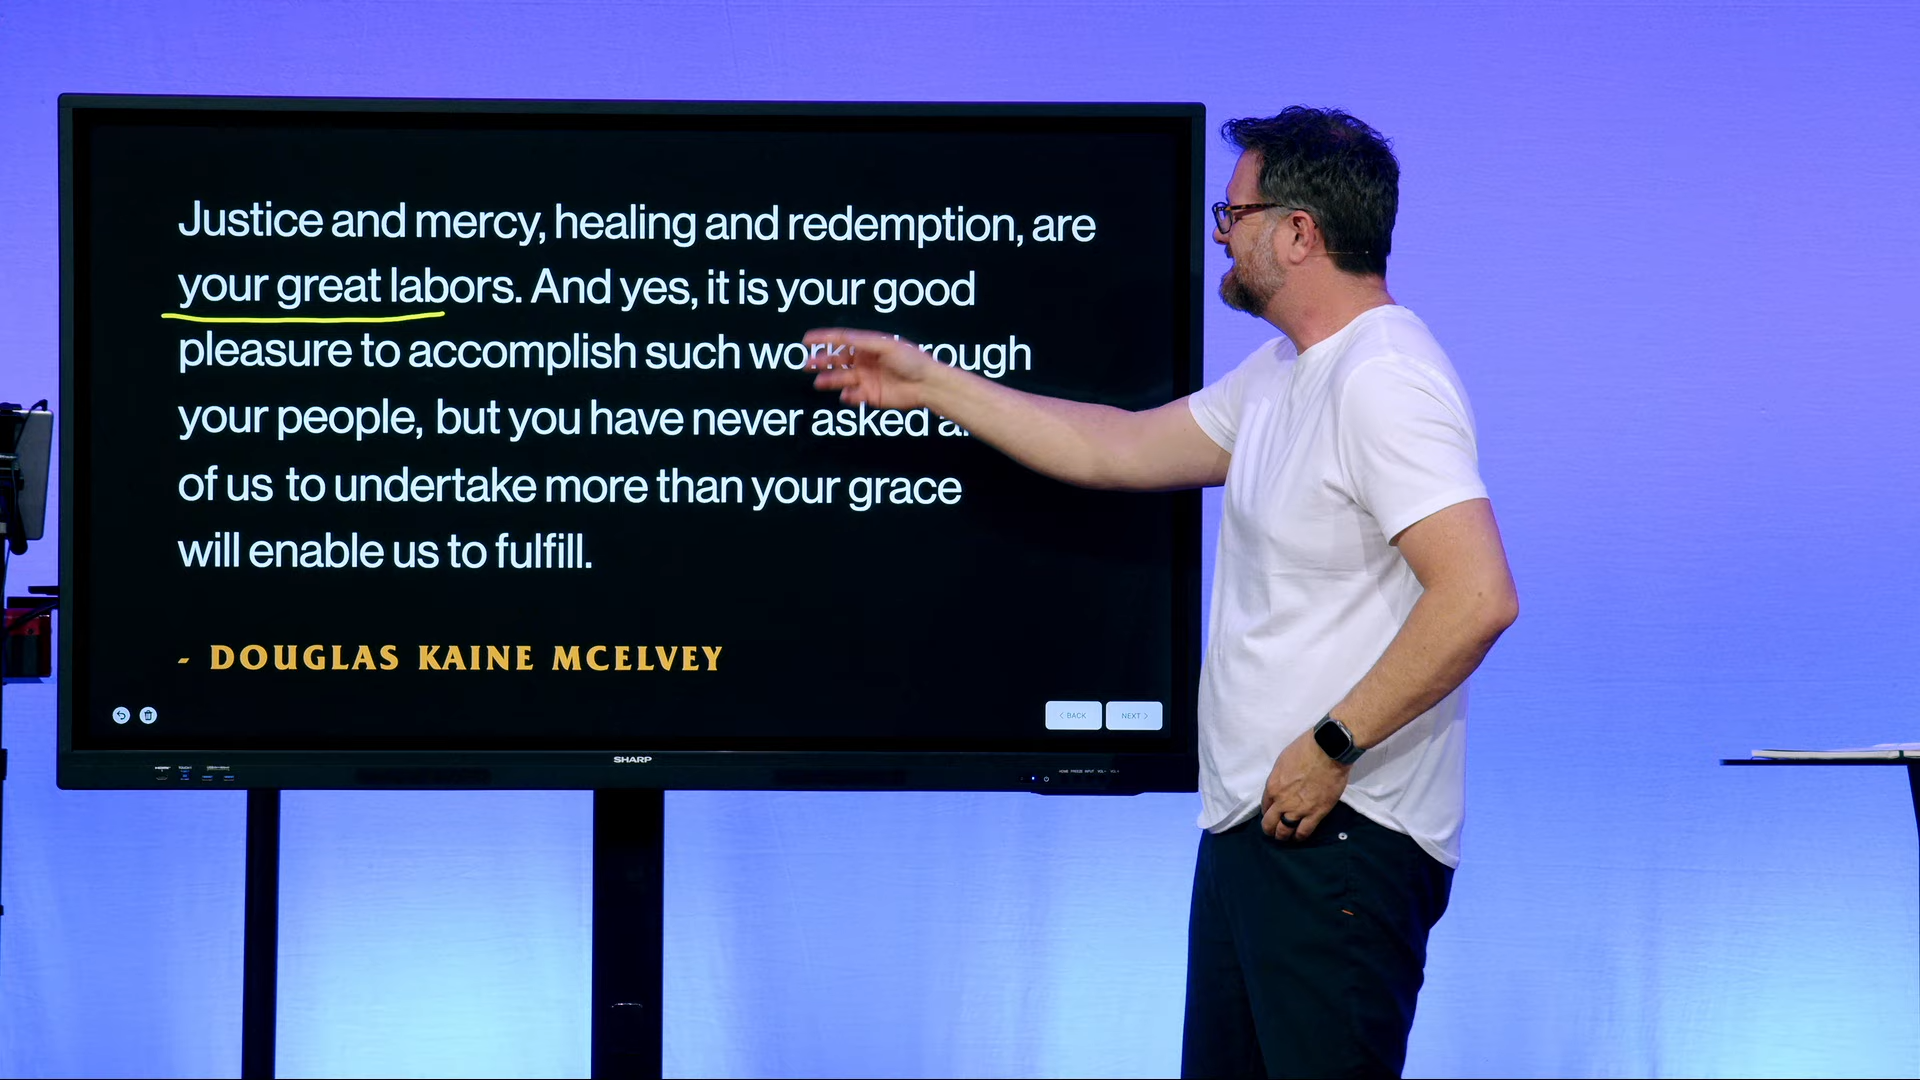 Justice and mercy, healing and redemption, are
your great labors. And yes, it is your good
pleasure to accomplish such
your people, but you have never asked
of us to undertake more than your grace
will enable us to fulfill.
- DOUGLAS KAINE MCELVEY
< BACK
NEXT >
SHARP